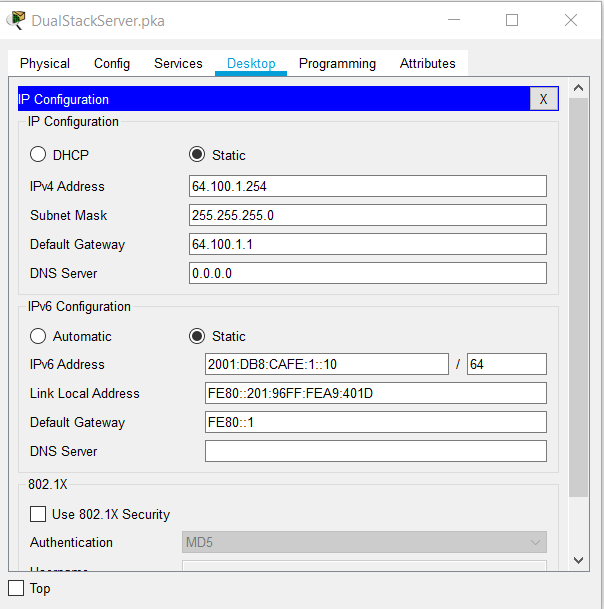 DualStackServer.pka
Physical Config Services Desktop Programming Attributes
IP Configuration X
IP Configuration
DHCP Static
IPv4 Address 64.100.1.254
Subnet Mask 255.255.255.0
Default Gateway 64.100.1.1
DNS Server 0.0.0.0
IPv6 Configuration
Automatic Static
IPv6 Address 2001:DB8:CAFE:1::10 / 64
Link Local Address FE80::201:96FF:FEA9:401D
Default Gateway FE80::1
DNS Server
802.1X
Use 802.1X Security
Authentication MD5
Top